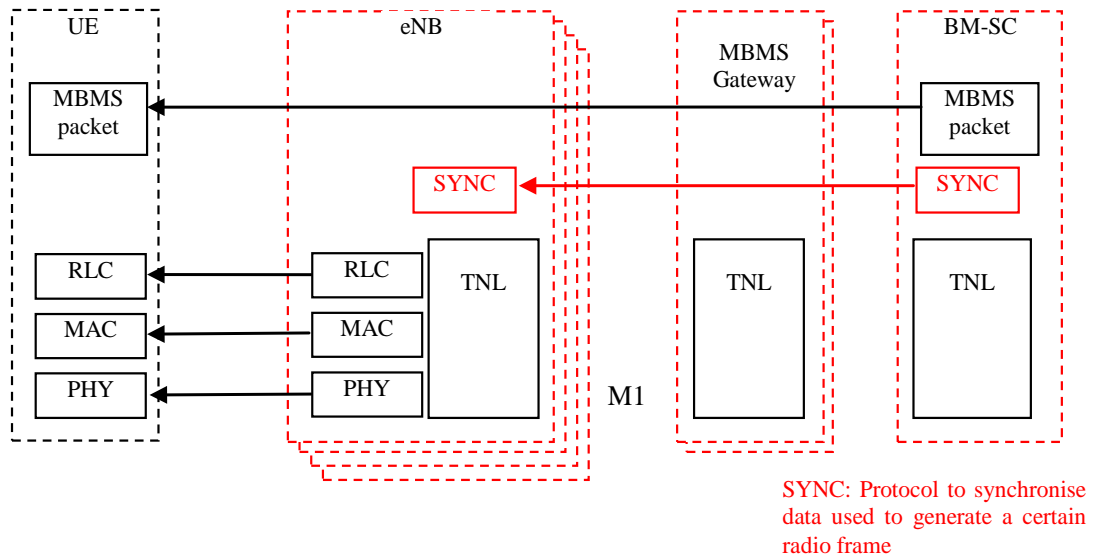 UE
eNB
MBMS
Gateway
BM-SC
MBMS
packet
MBMS
packet
SYNC
SYNC
RLC
RLC
TNL
TNL
TNL
MAC
MAC
PHY
PHY
M1
SYNC: Protocol to synchronise
data used to generate a certain
radio frame